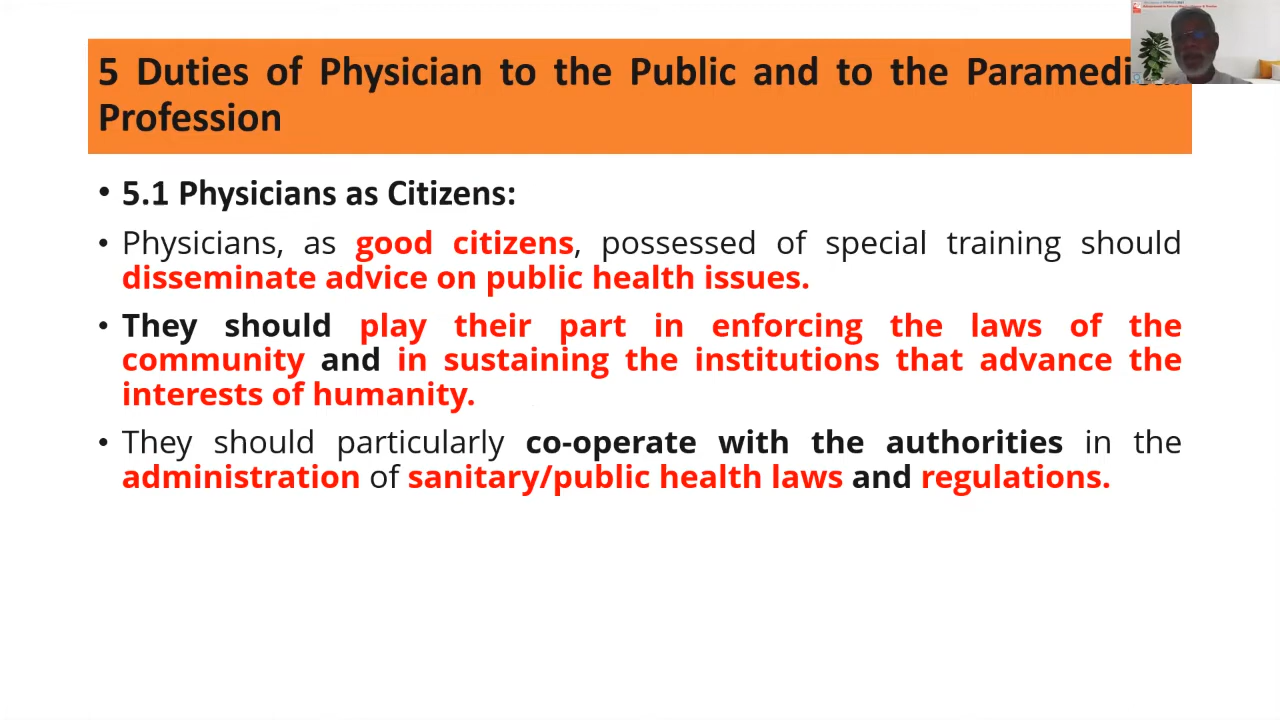 5 Duties of Physician to the Public and to the
Profession
• 5.1 Physicians as Citizens:
• Physicians, as good citizens, possessed of special training should
disseminate advice on public health issues.
• They should play their part in enforcing the laws of the
community and in sustaining the institutions that advance the
interests of humanity.
• They should particularly co-operate with the authorities in the
administration of sanitary/public health laws and regulations.